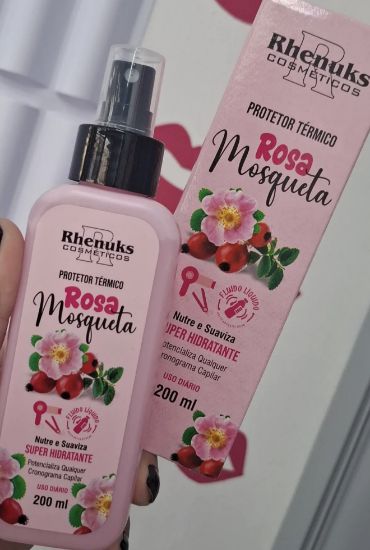 Rhenuks
COSMÉTICOS
PROTETOR TÉRMICO
Rosa
Mosqueta
FLUIDO LÍQUIDO
Nutre e Suaviza
SUPER HIDRATANTE
Potencializa Qualquer
Cronograma Capilar
USO DIÁRIO
200 ml
Rhenuks
COSMÉTICOS
PROTETOR TÉRMICO
Rosa
Mosqueta
FLUIDO LÍQUIDO
Nutre e Suaviza
SUPER HIDRATANTE
Potencializa Qualquer
Cronograma Capilar
USO DIÁRIO
200 ml